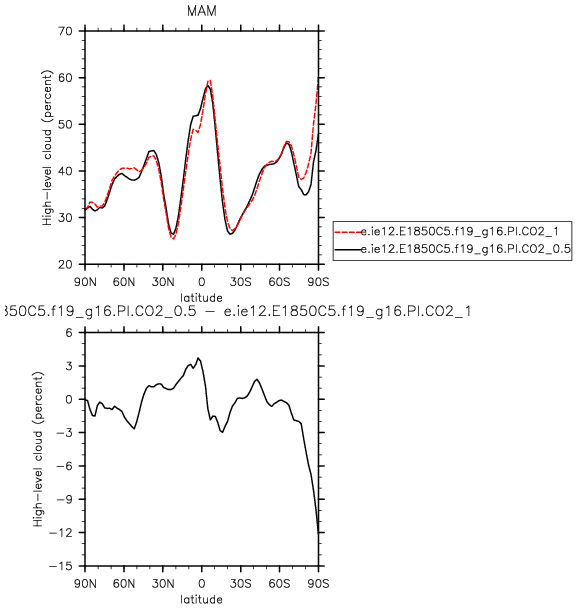 MAM
70
60
50
40
30
20
High-level cloud (percent)
90N 60N 30N 0 30S 60S 90S
latitude
e.ie12.E1850C5.f19_g16.PI.CO2_1
e.ie12.E1850C5.f19_g16.PI.CO2_0.5
350C5.f19_g16.PI.CO2_0.5 - e.ie12.E1850C5.f19_g16.PI.CO2_1
6
3
0
-3
-6
-9
-12
-15
High-level cloud (percent)
90N 60N 30N 0 30S 60S 90S
latitude